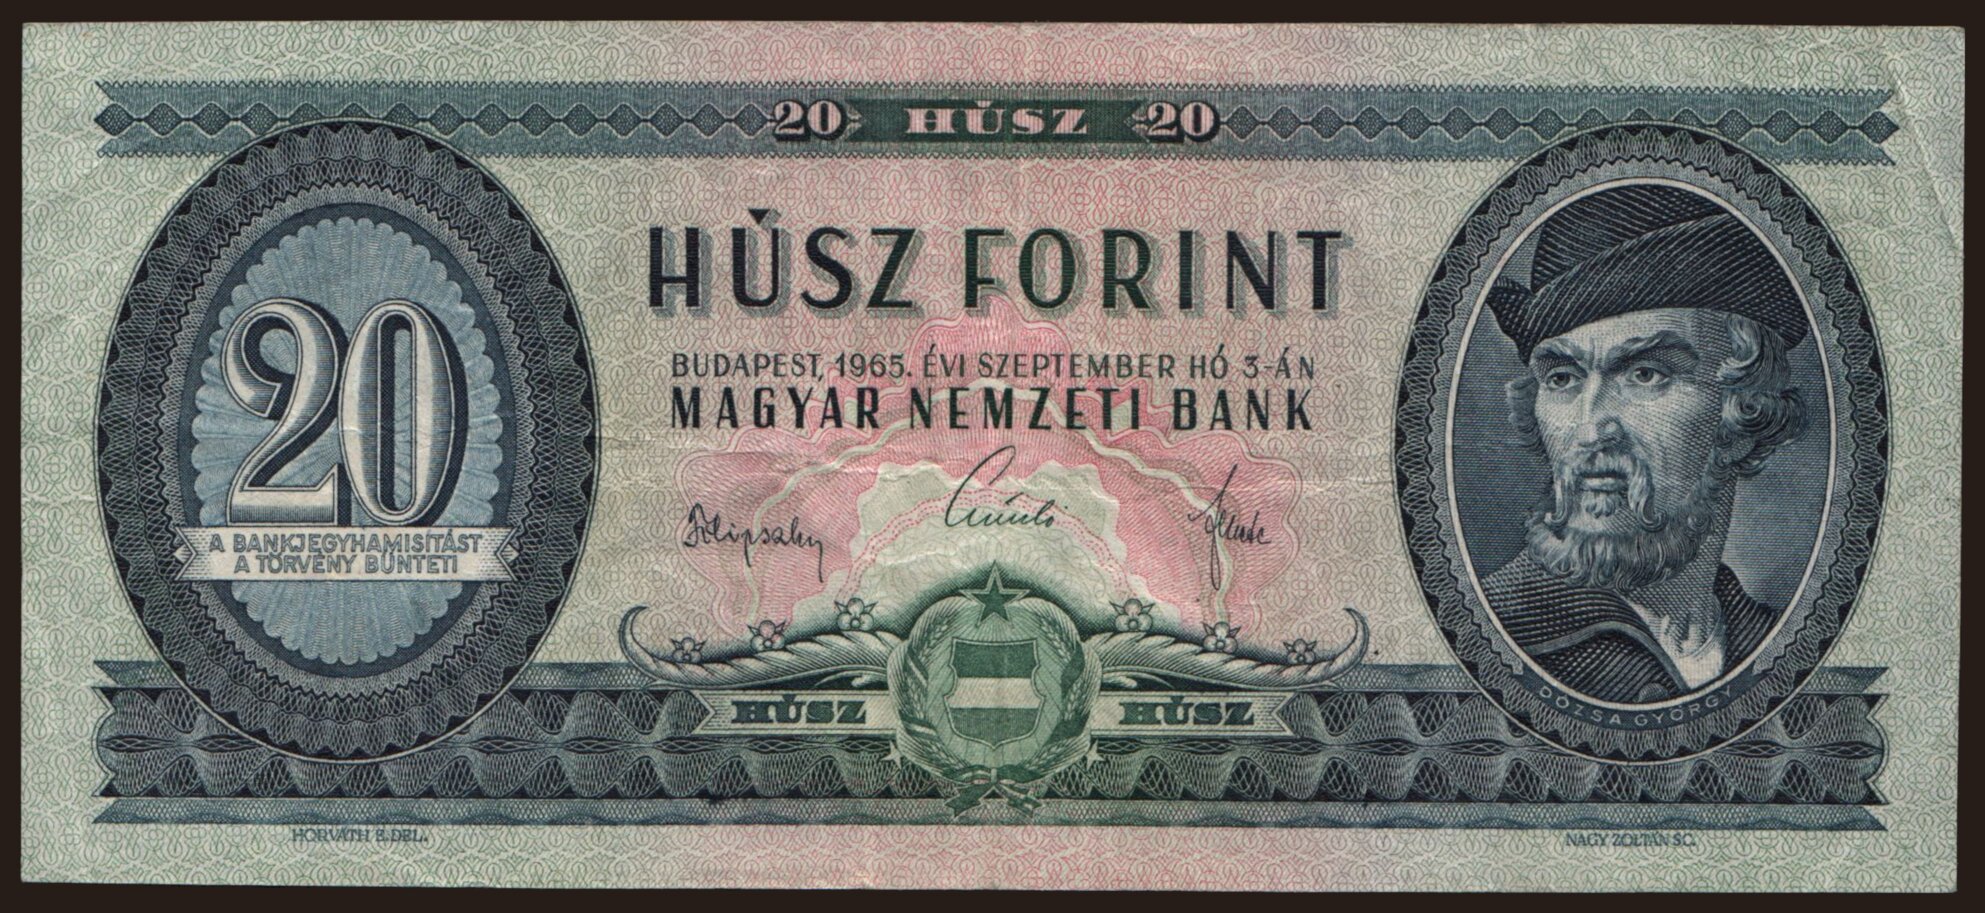 20 HÚSZ 20
HÚSZ FORINT
BUDAPEST, 1965. ÉVI SZEPTEMBER HÓ 3-ÁN
MAGYAR NEMZETI BANK
20
A BANKJEGYHAMISÍTÁST
A TÖRVÉNY BÜNTETI
HÚSZ HÚSZ
DÓZSA GYÖRGY
HORVÁTH E. DEL.
NAGY ZOLTÁN SC.